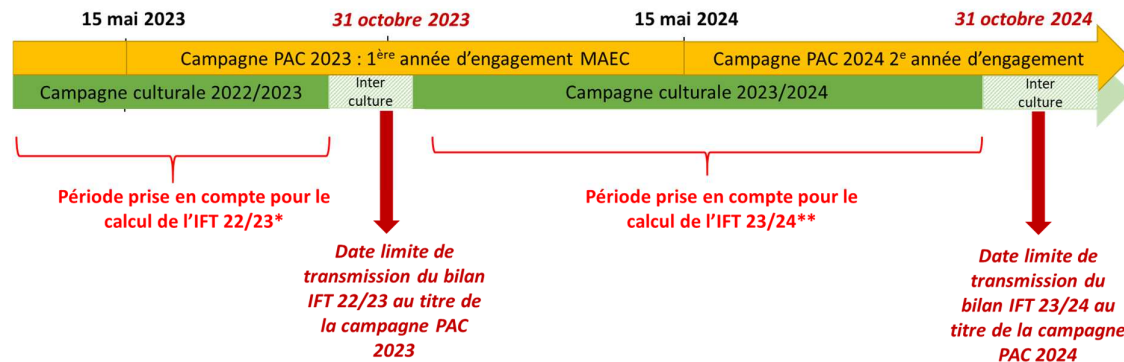 15 mai 2023
31 octobre 2023
15 mai 2024
31 octobre 2024
Campagne PAC 2023 : 1ère année d'engagement MAEC
Campagne PAC 2024 2e année d'engagement
Campagne culturale 2022/2023
Inter
culture
Campagne culturale 2023/2024
Inter
culture
Période prise en compte pour le
calcul de l'IFT 22/23*
Période prise en compte pour le
calcul de l'IFT 23/24**
Date limite de
transmission du bilan
IFT 22/23 au titre de
la campagne PAC
2023
Date limite de
transmission du
bilan IFT 23/24 au
titre de la campagne
PAC 2024